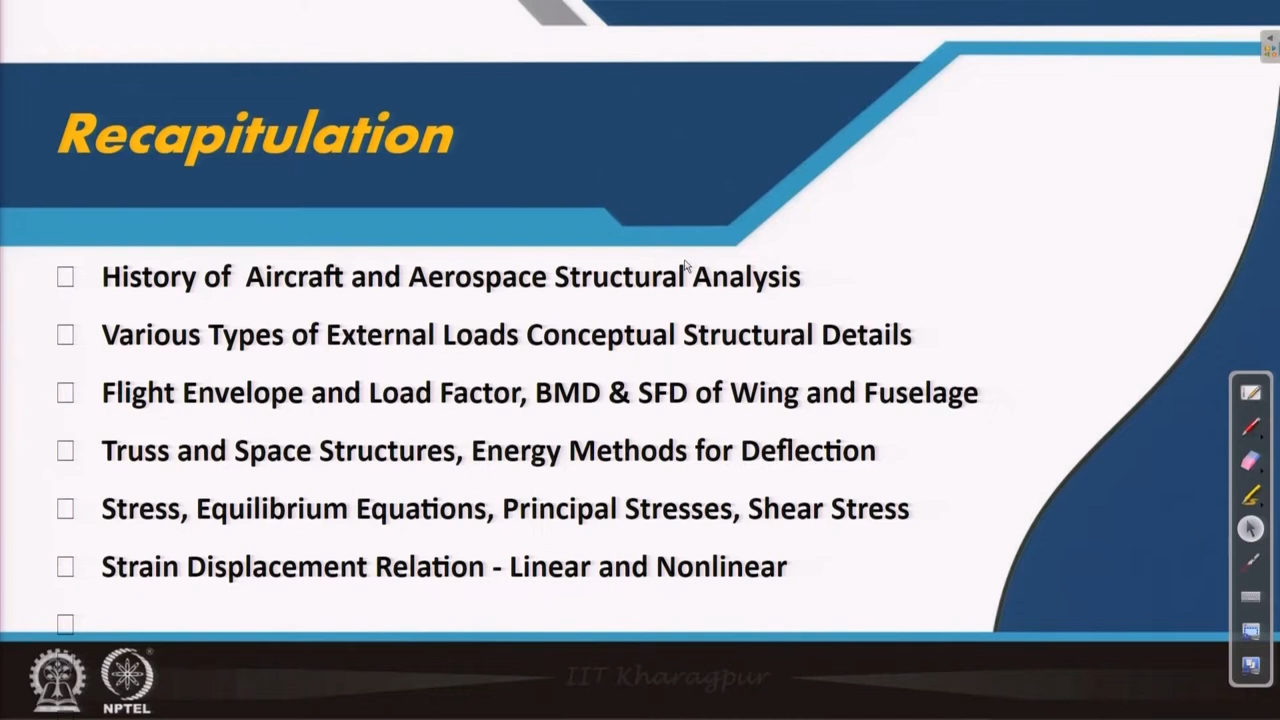 Recapitulation
History of Aircraft and Aerospace Structural Analysis
Various Types of External Loads Conceptual Structural Details
Flight Envelope and Load Factor, BMD & SFD of Wing and Fuselage
Truss and Space Structures, Energy Methods for Deflection
Stress, Equilibrium Equations, Principal Stresses, Shear Stress
Strain Displacement Relation - Linear and Nonlinear
IIT Kharagpur
NPTEL